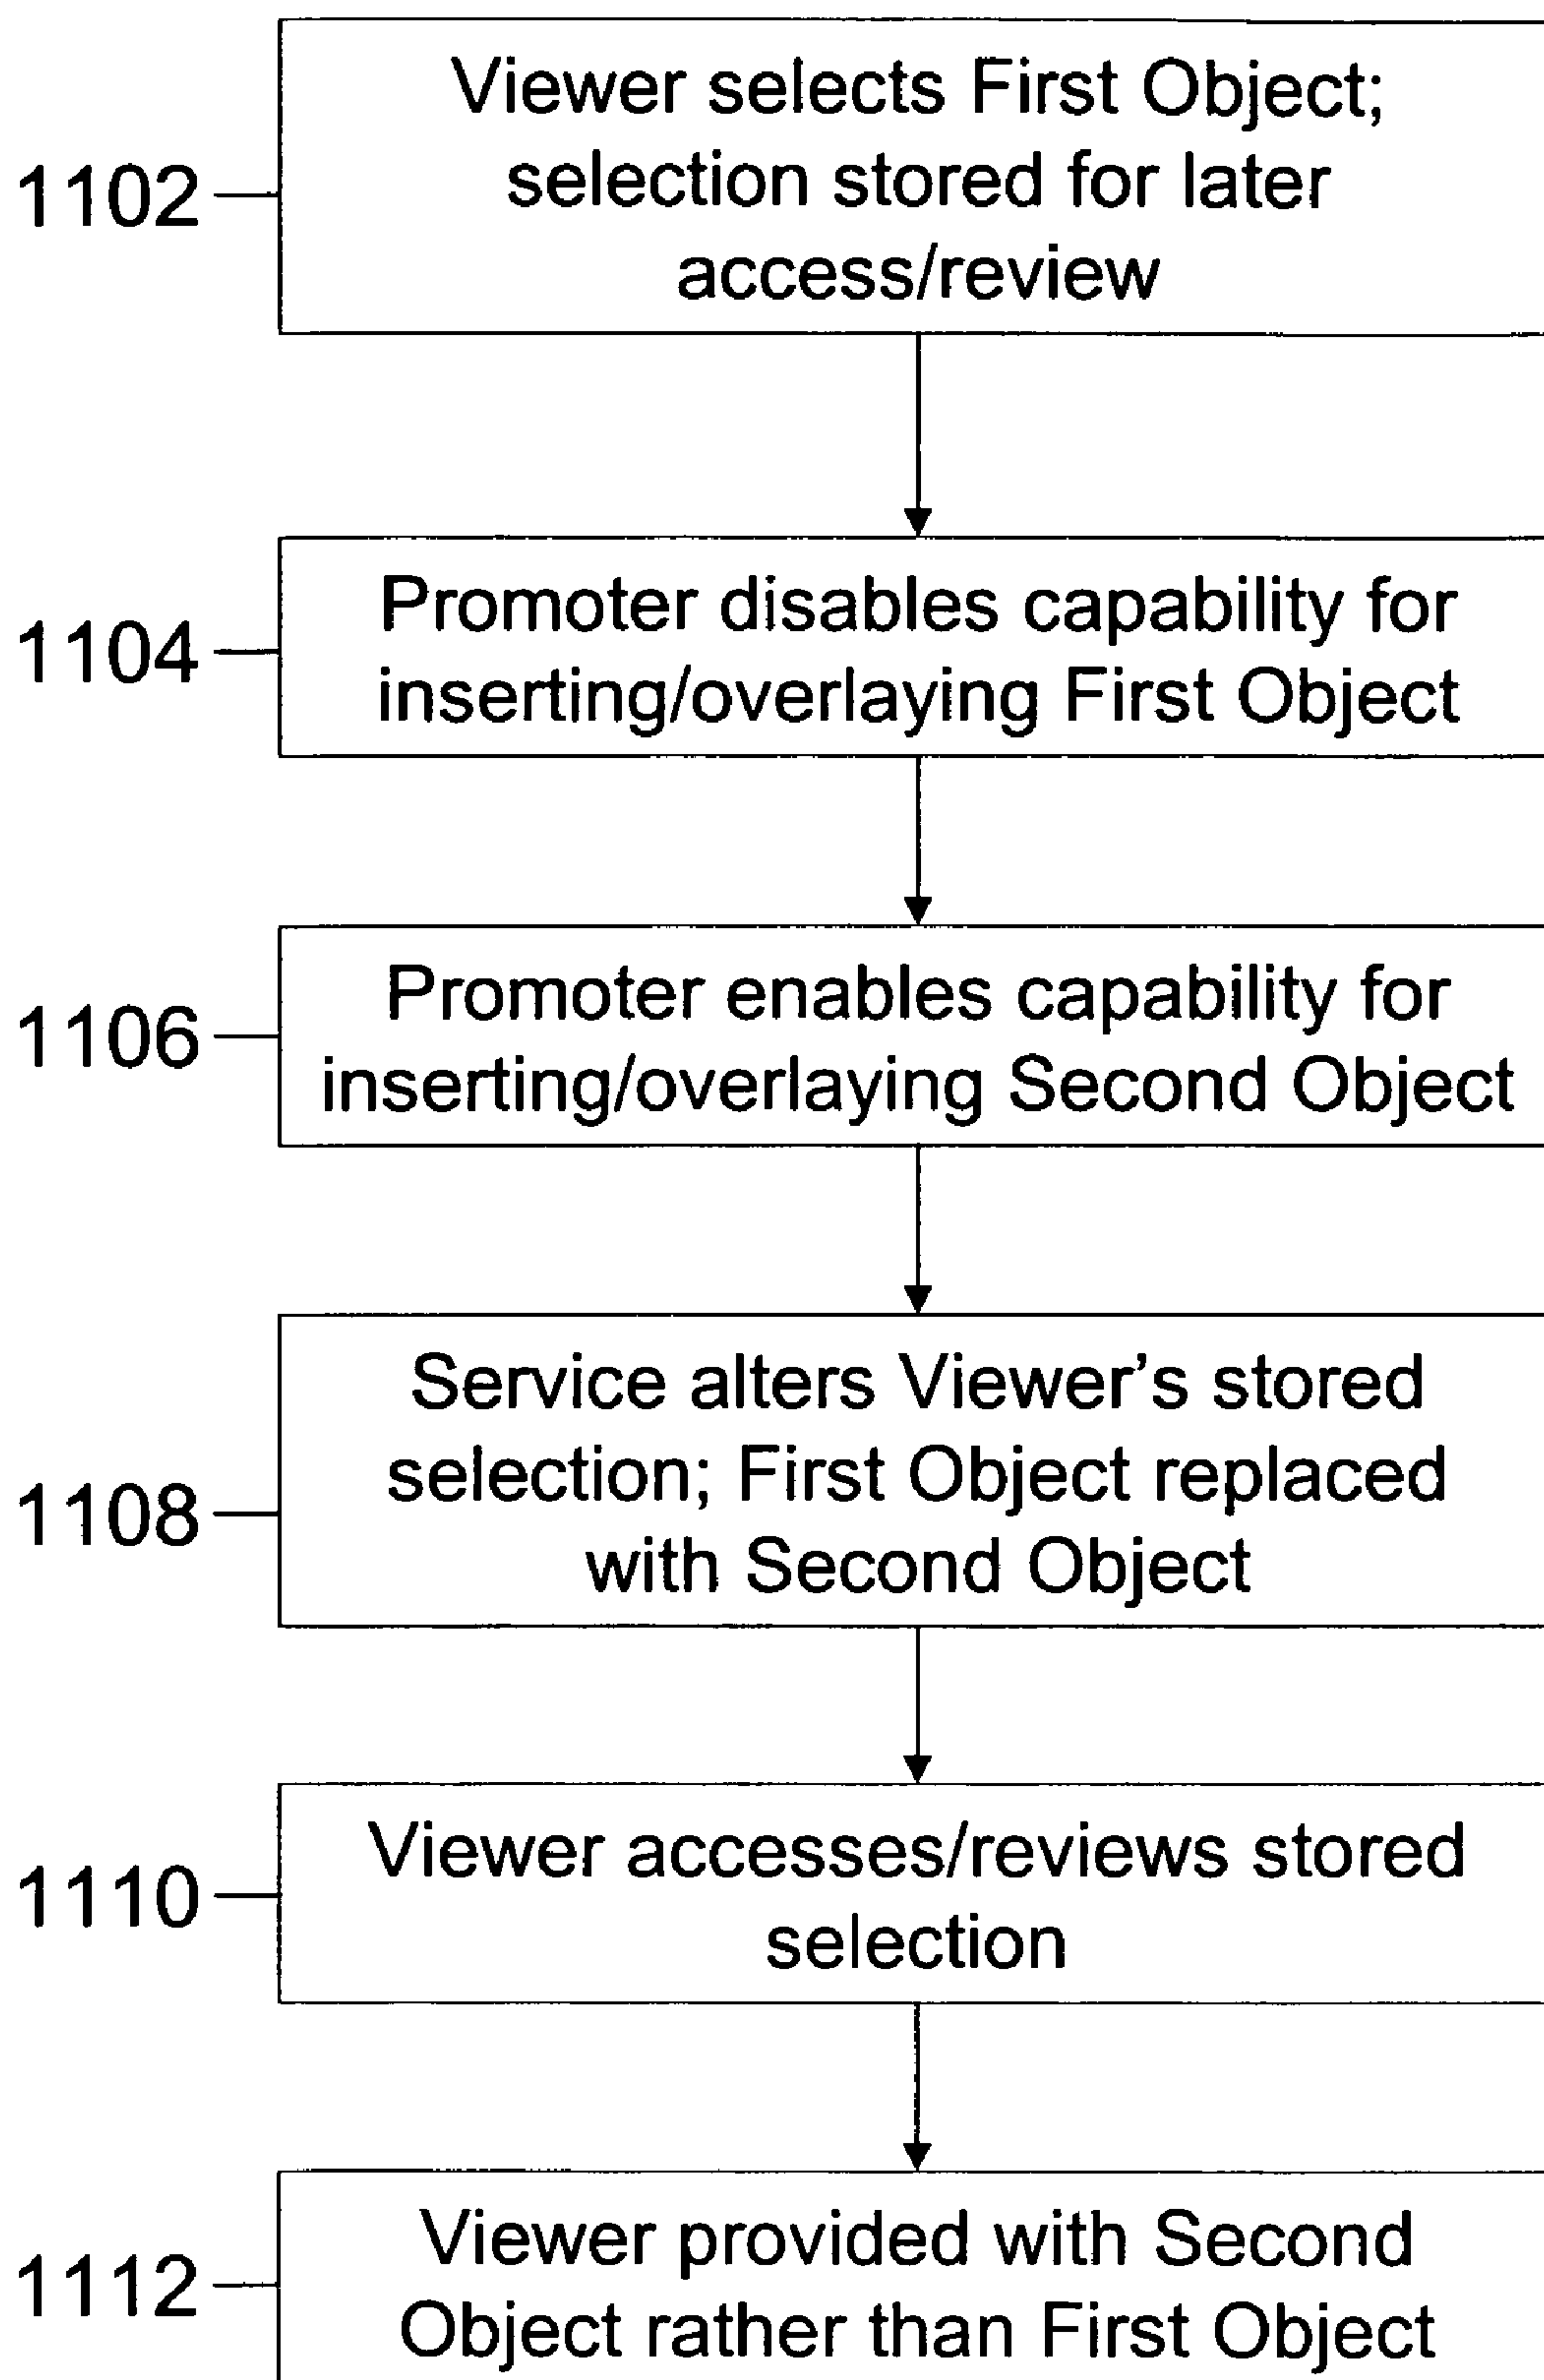 Viewer selects First Object;
selection stored for later
access/review
1102
Promoter disables capability for
inserting/overlaying First Object
1104
Promoter enables capability for
inserting/overlaying Second Object
1106
Service alters Viewer's stored
selection; First Object replaced
with Second Object
1108
Viewer accesses/reviews stored
selection
1110
Viewer provided with Second
Object rather than First Object
1112